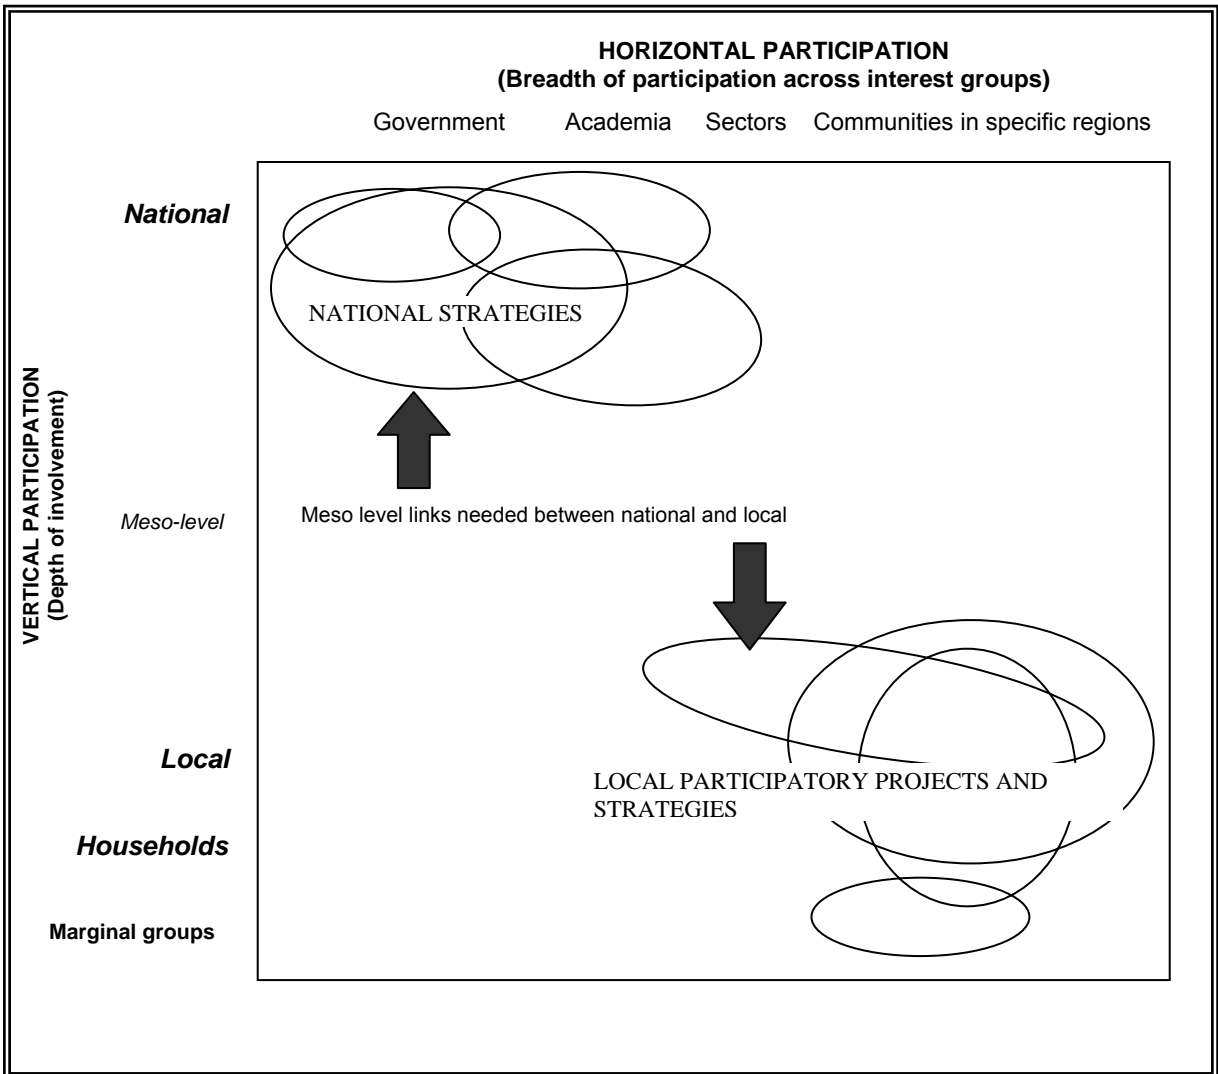 HORIZONTAL PARTICIPATION
(Breadth of participation across interest groups)
Government Academia Sectors Communities in specific regions
National
NATIONAL STRATEGIES
VERTICAL PARTICIPATION
(Depth of involvement)
Meso-level
Meso level links needed between national and local
Local
LOCAL PARTICIPATORY PROJECTS AND
STRATEGIES
Households
Marginal groups